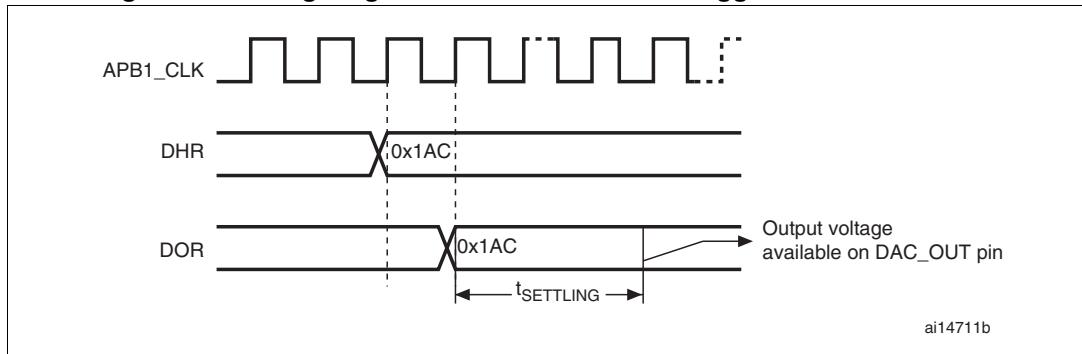 APB1_CLK
DHR
0x1AC
DOR
0x1AC
Output voltage
available on DAC_OUT pin
tSETTLING
ai14711b